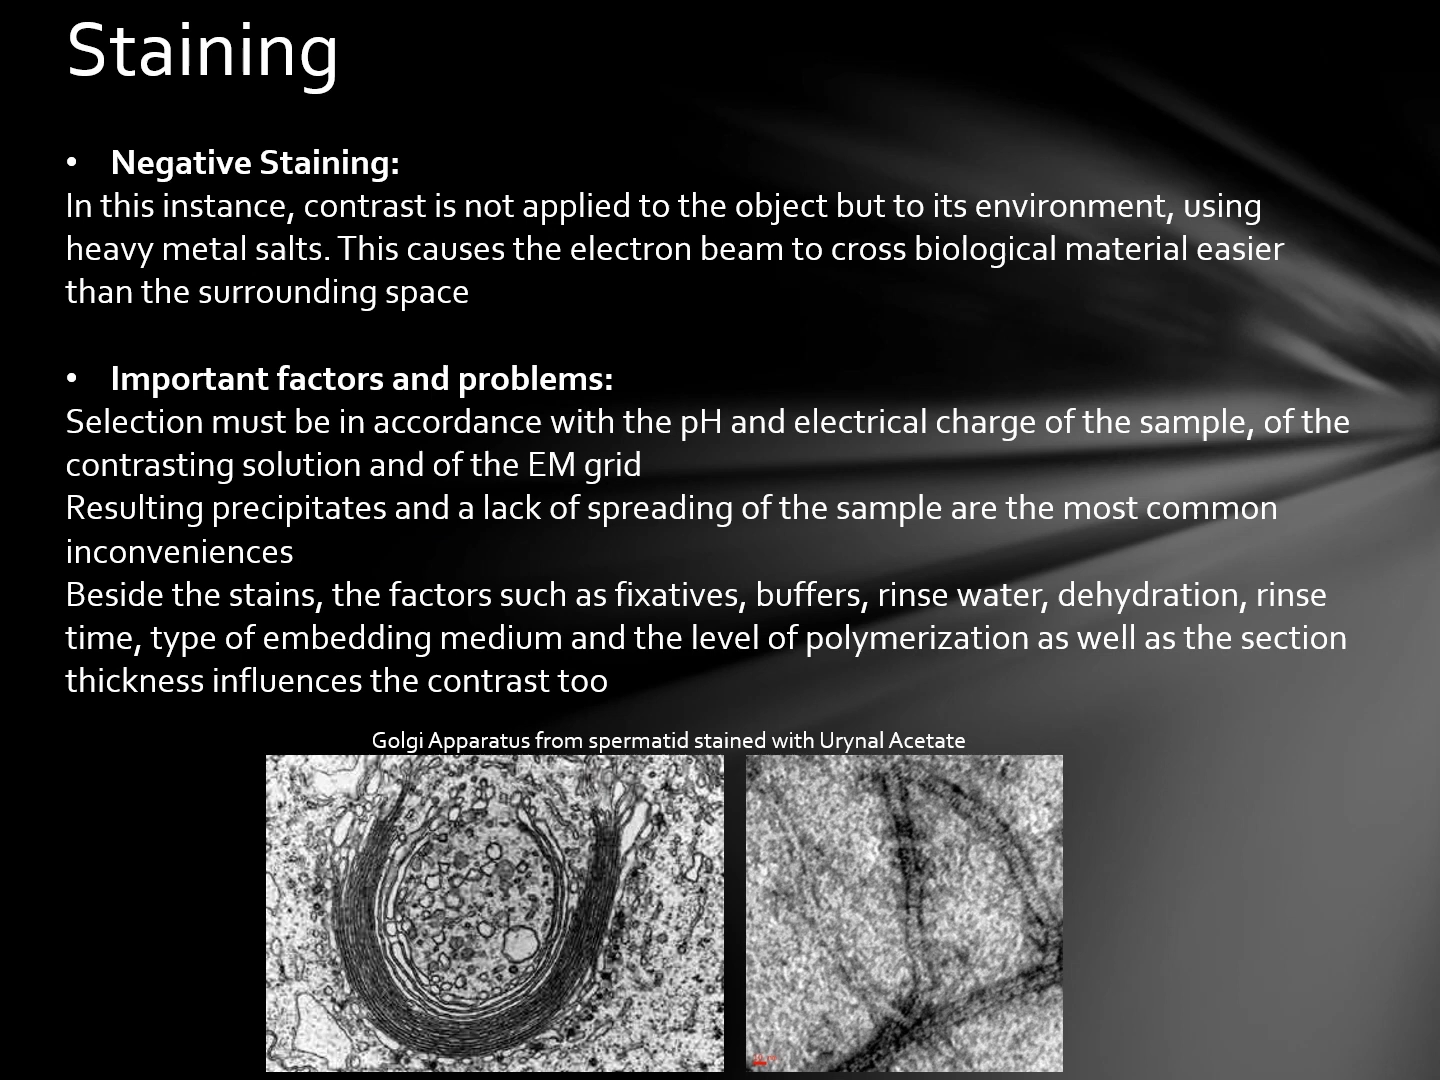 Staining
• Negative Staining:
In this instance, contrast is not applied to the object but to its environment, using
heavy metal salts. This causes the electron beam to cross biological material easier
than the surrounding space
• Important factors and problems:
Selection must be in accordance with the pH and electrical charge of the sample, of the
contrasting solution and of the EM grid
Resulting precipitates and a lack of spreading of the sample are the most common
inconveniences
Beside the stains, the factors such as fixatives, buffers, rinse water, dehydration, rinse
time, type of embedding medium and the level of polymerization as well as the section
thickness influences the contrast too
Golgi Apparatus from spermatid stained with Urynal Acetate